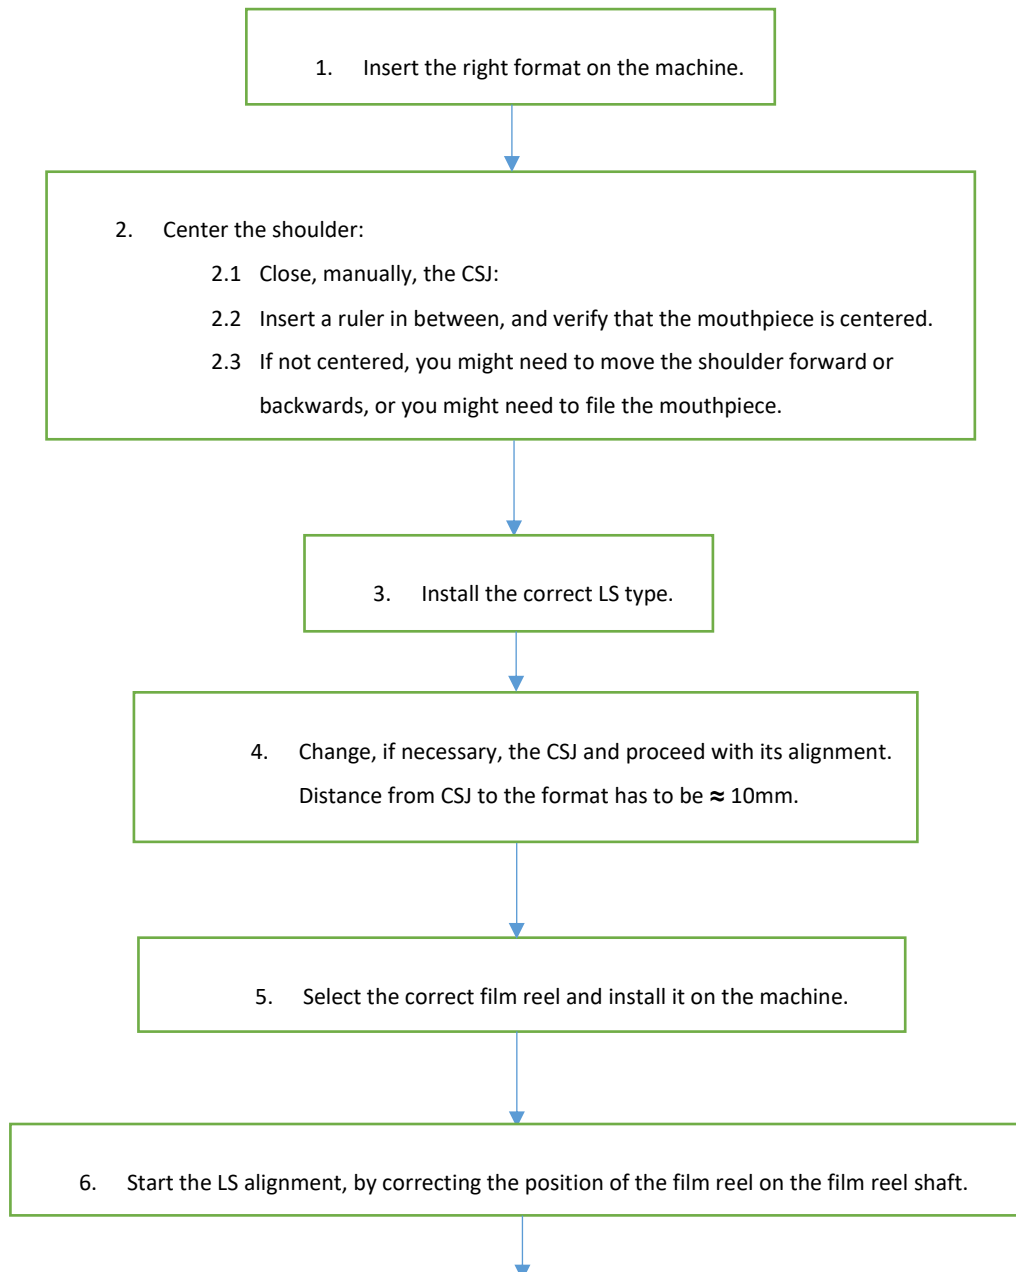 1. Insert the right format on the machine.
2. Center the shoulder:
2.1 Close, manually, the CSJ:
2.2 Insert a ruler in between, and verify that the mouthpiece is centered.
2.3 If not centered, you might need to move the shoulder forward or
backwards, or you might need to file the mouthpiece.
3. Install the correct LS type.
4. Change, if necessary, the CSJ and proceed with its alignment.
Distance from CSJ to the format has to be ≈ 10mm.
5. Select the correct film reel and install it on the machine.
6. Start the LS alignment, by correcting the position of the film reel on the film reel shaft.